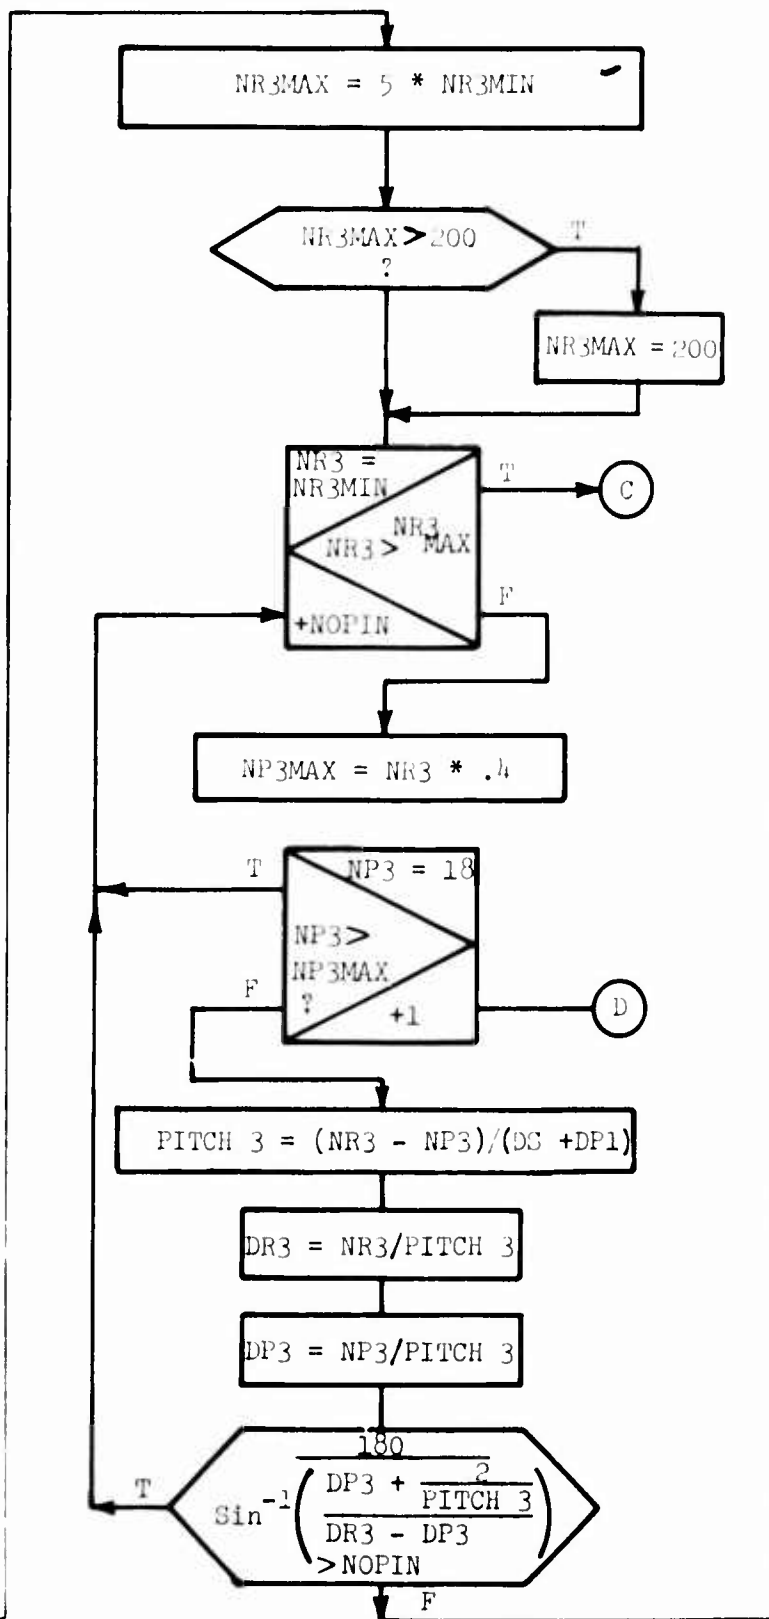 NR3MAX = 5 * NR3MIN
NR3MAX > 200
?
T
NR3MAX = 200
NR3 =
NR3MIN
T
C
NR3 > NR3MAX
F
+NOPIN
NP3MAX = NR3 * .4
T
NP3 = 18
NP3 >
NP3MAX
?
F
+1
D
PITCH 3 = (NR3 - NP3)/(DS +DP1)
DR3 = NR3/PITCH 3
DP3 = NP3/PITCH 3
180
T
Sin-1 ( DP3 + 2
PITCH 3 )
DR3 - DP3
> NOPIN
F